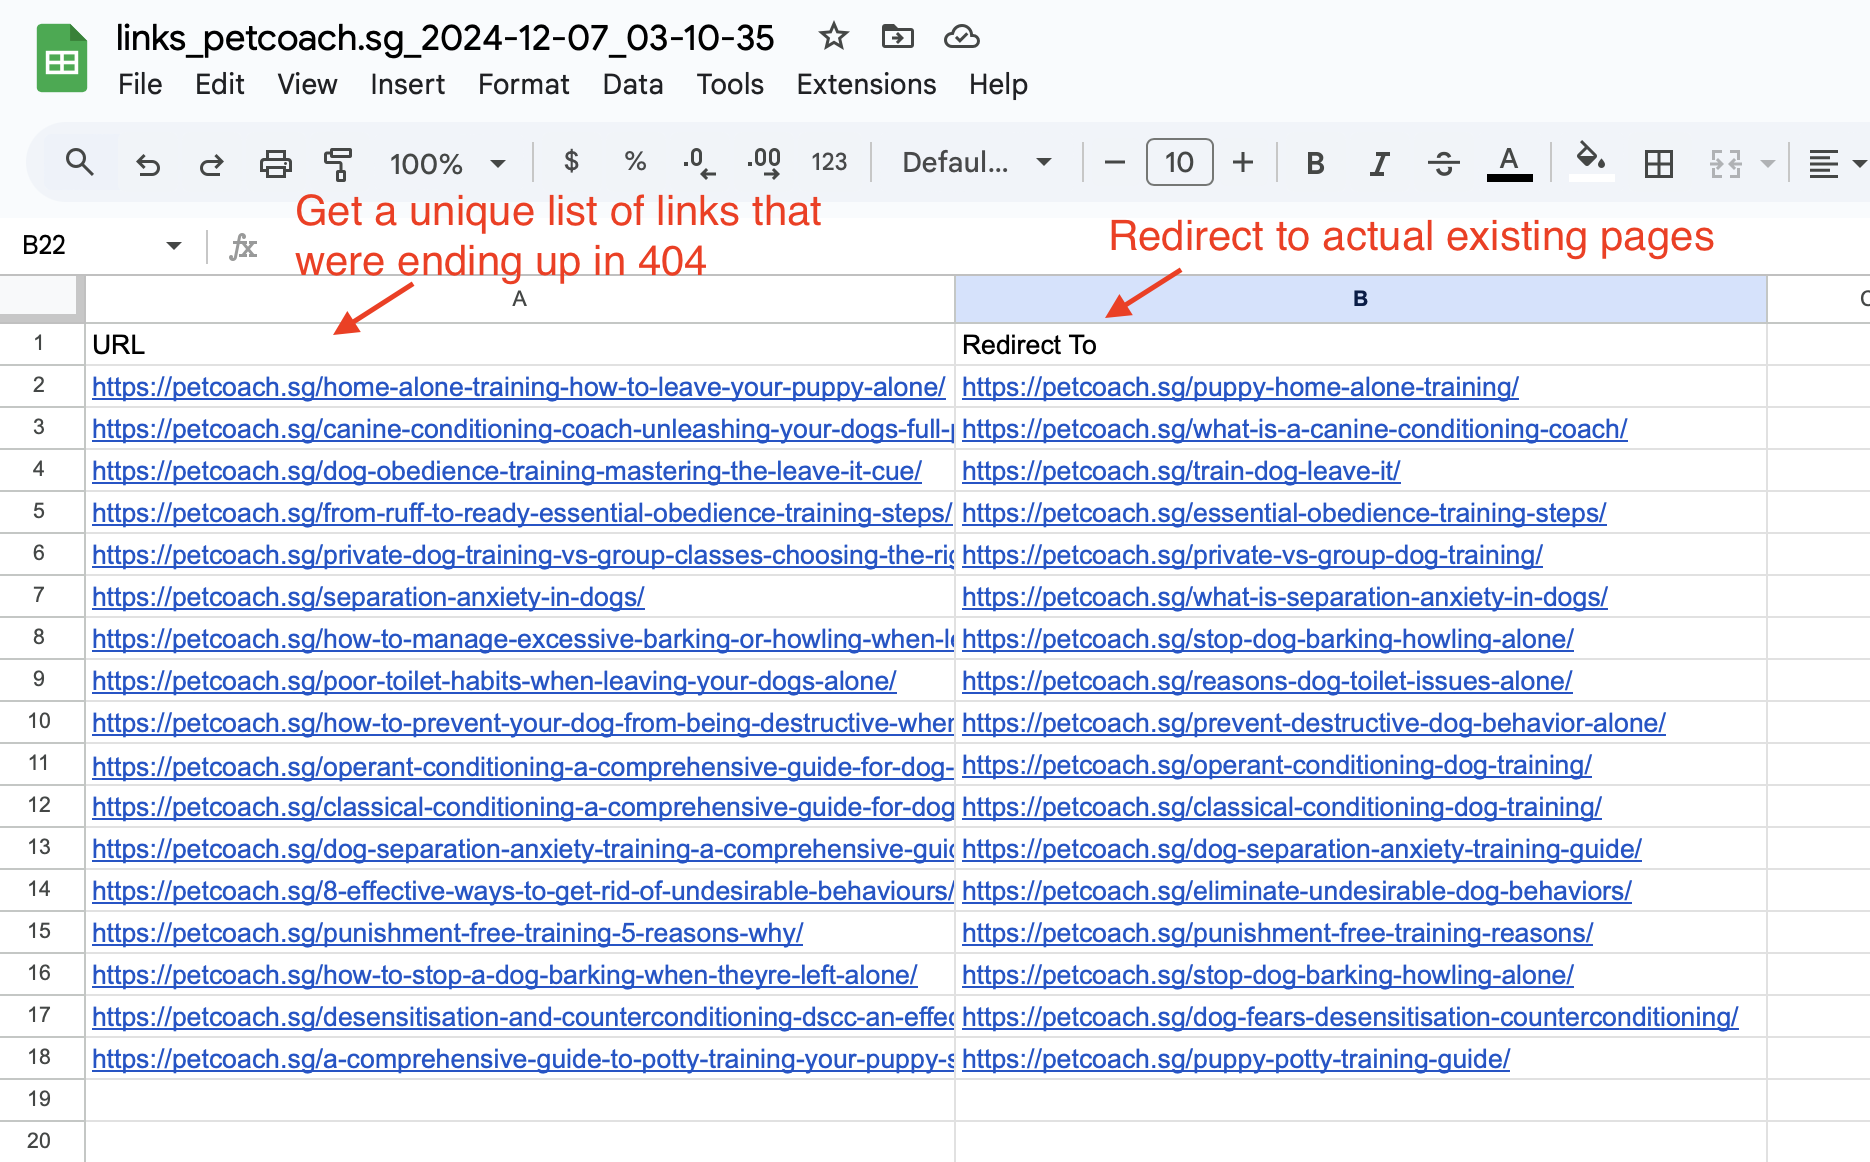 links_petcoach.sg_2024-12-07_03-10-35
File Edit View Insert Format Data Tools Extensions Help
100% $ % .0 .00 123 Defaul... 10 B I S A
Get a unique list of links that
were ending up in 404
Redirect to actual existing pages
B22 fx
A B C
1 URL Redirect To
2 https://petcoach.sg/home-alone-training-how-to-leave-your-puppy-alone/ https://petcoach.sg/puppy-home-alone-training/
3 https://petcoach.sg/canine-conditioning-coach-unleashing-your-dogs-full- https://petcoach.sg/what-is-a-canine-conditioning-coach/
4 https://petcoach.sg/dog-obedience-training-mastering-the-leave-it-cue/ https://petcoach.sg/train-dog-leave-it/
5 https://petcoach.sg/from-ruff-to-ready-essential-obedience-training-steps/ https://petcoach.sg/essential-obedience-training-steps/
6 https://petcoach.sg/private-dog-training-vs-group-classes-choosing-the-ri https://petcoach.sg/private-vs-group-dog-training/
7 https://petcoach.sg/separation-anxiety-in-dogs/ https://petcoach.sg/what-is-separation-anxiety-in-dogs/
8 https://petcoach.sg/how-to-manage-excessive-barking-or-howling-when-l https://petcoach.sg/stop-dog-barking-howling-alone/
9 https://petcoach.sg/poor-toilet-habits-when-leaving-your-dogs-alone/ https://petcoach.sg/reasons-dog-toilet-issues-alone/
10 https://petcoach.sg/how-to-prevent-your-dog-from-being-destructive-when https://petcoach.sg/prevent-destructive-dog-behavior-alone/
11 https://petcoach.sg/operant-conditioning-a-comprehensive-guide-for-dog- https://petcoach.sg/operant-conditioning-dog-training/
12 https://petcoach.sg/classical-conditioning-a-comprehensive-guide-for-dog https://petcoach.sg/classical-conditioning-dog-training/
13 https://petcoach.sg/dog-separation-anxiety-training-a-comprehensive-gui https://petcoach.sg/dog-separation-anxiety-training-guide/
14 https://petcoach.sg/8-effective-ways-to-get-rid-of-undesirable-behaviours/ https://petcoach.sg/eliminate-undesirable-dog-behaviors/
15 https://petcoach.sg/punishment-free-training-5-reasons-why/ https://petcoach.sg/punishment-free-training-reasons/
16 https://petcoach.sg/how-to-stop-a-dog-barking-when-theyre-left-alone/ https://petcoach.sg/stop-dog-barking-howling-alone/
17 https://petcoach.sg/desensitisation-and-counterconditioning-dscc-an-effe https://petcoach.sg/dog-fears-desensitisation-counterconditioning/
18 https://petcoach.sg/a-comprehensive-guide-to-potty-training-your-puppy- https://petcoach.sg/puppy-potty-training-guide/
19
20